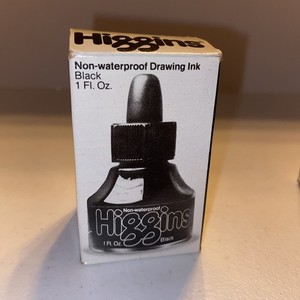 Higgins
Non-waterproof Drawing Ink
Black
1 Fl. Oz.
Non-waterproof
Higgins
1 Fl. Oz. Black